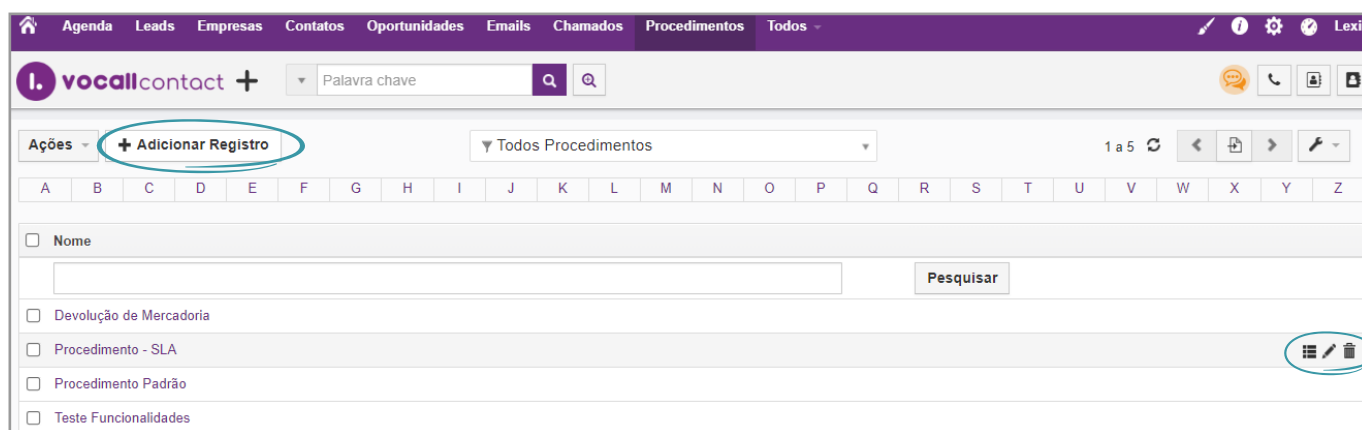 Agenda Leads Empresas Contatos Oportunidades Emails Chamados Procedimentos Todos Lexi
l. vocallcontact + Palavra chave
Ações + Adicionar Registro Todos Procedimentos 1 a 5
A B C D E F G H I J K L M N O P Q R S T U V W X Y Z
Nome
Pesquisar
Devolução de Mercadoria
Procedimento - SLA
Procedimento Padrão
Teste Funcionalidades